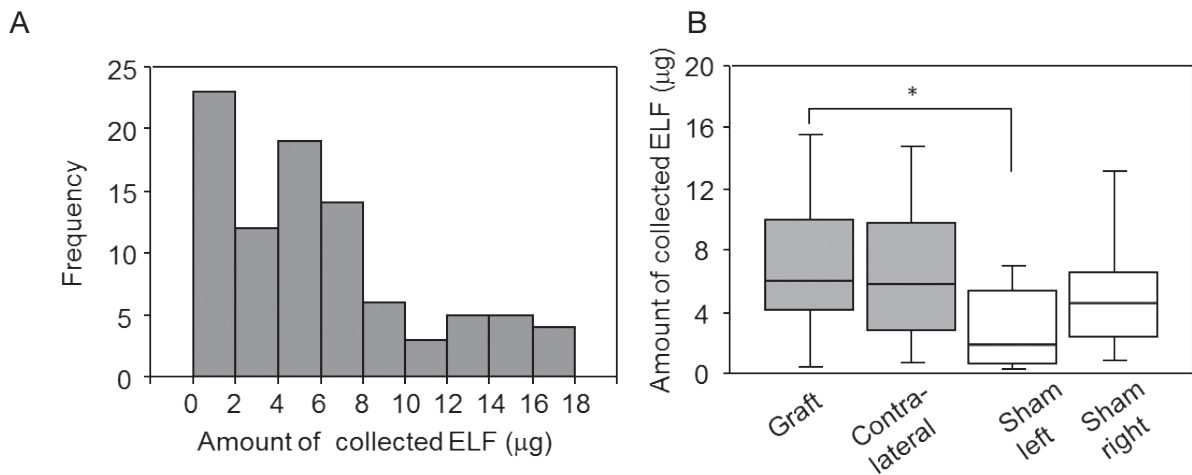 A
25
20
15
10
5
0
Frequency
0 2 4 6 8 10 12 14 16 18
Amount of collected ELF (μg)
B
20
16
12
8
4
0
Amount of collected ELF (μg)
*
Graft
Contra-
lateral
Sham
left
Sham
right